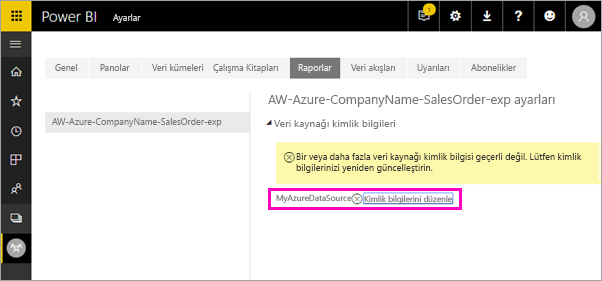 Power BI Ayarlar
Genel Panolar Veri kümeleri Çalışma Kitapları Raporlar Veri akışları Uyarıları Abonelikler
AW-Azure-CompanyName-SalesOrder-exp
AW-Azure-CompanyName-SalesOrder-exp ayarları
Veri kaynağı kimlik bilgileri
Bir veya daha fazla veri kaynağı kimlik bilgisi geçerli değil. Lütfen kimlik
bilgilerinizi yeniden güncelleştirin.
MyAzureDataSource Kimlik bilgilerini düzenle